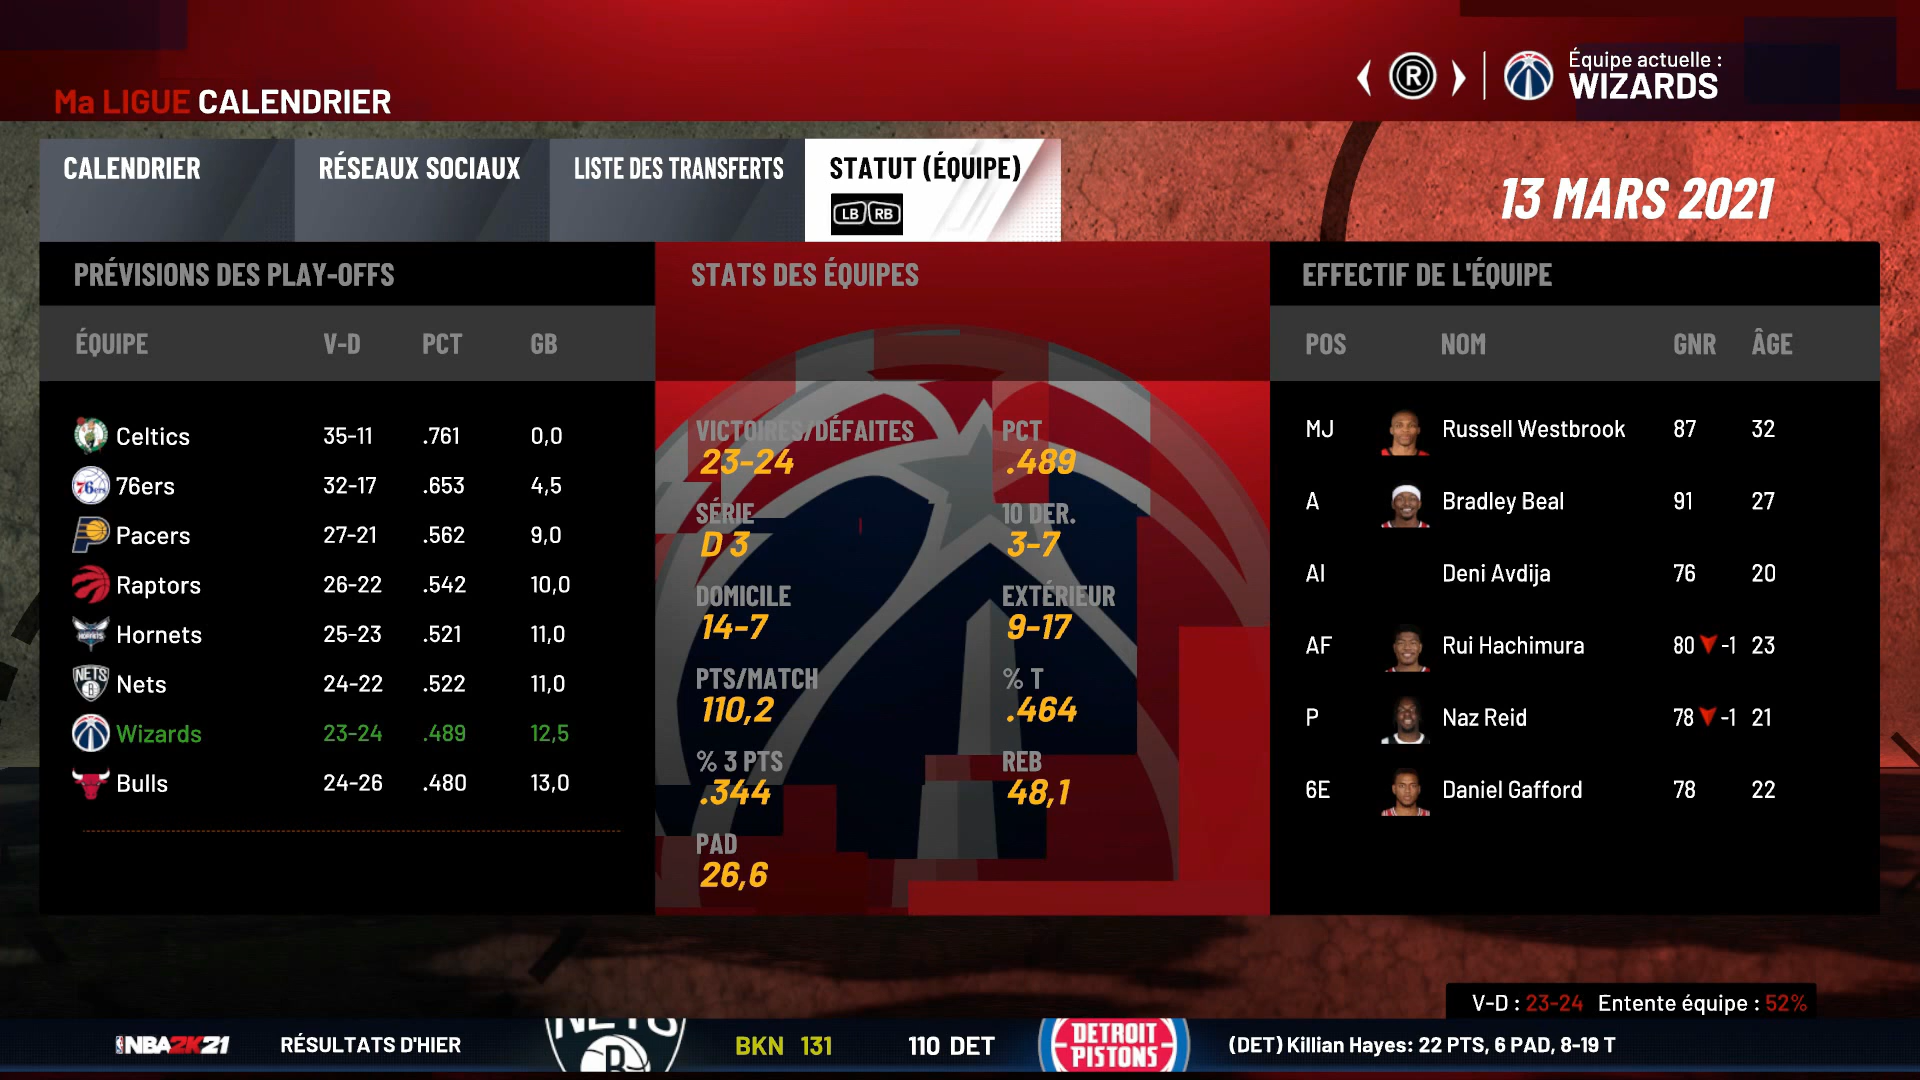 Ma LIGUE CALENDRIER
R
Équipe actuelle :
WIZARDS
CALENDRIER
RÉSEAUX SOCIAUX
LISTE DES TRANSFERTS
STATUT (ÉQUIPE)
LB RB
13 MARS 2021
PRÉVISIONS DES PLAY-OFFS
ÉQUIPE V-D PCT GB
Celtics 35-11 .761 0,0
76ers 32-17 .653 4,5
Pacers 27-21 .562 9,0
Raptors 26-22 .542 10,0
Hornets 25-23 .521 11,0
Nets 24-22 .522 11,0
Wizards 23-24 .489 12,5
Bulls 24-26 .480 13,0
STATS DES ÉQUIPES
VICTOIRES/DÉFAITES PCT
23-24 .489
SÉRIE 10 DER.
D 3 3-7
DOMICILE EXTÉRIEUR
14-7 9-17
PTS/MATCH % T
110,2 .464
% 3 PTS REB
.344 48,1
PAD
26,6
EFFECTIF DE L'ÉQUIPE
POS NOM GNR ÂGE
MJ Russell Westbrook 87 32
A Bradley Beal 91 27
AI Deni Avdija 76 20
AF Rui Hachimura 80 -1 23
P Naz Reid 78 -1 21
6E Daniel Gafford 78 22
V-D : 23-24 Entente équipe : 52%
NBA2K21 RÉSULTATS D'HIER NETS B BKN 131 110 DET DETROIT PISTONS (DET) Killian Hayes: 22 PTS, 6 PAD, 8-19 T